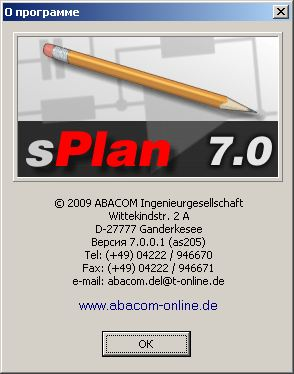 О программе
sPlan 7.0
© 2009 ABACOM Ingenieurgesellschaft
Wittekindstr. 2 A
D-27777 Ganderkesee
Версия 7.0.0.1 (as205)
Tel: (+49) 04222 / 946670
Fax: (+49) 04222 / 946671
e-mail: abacom.del@t-online.de
www.abacom-online.de
OK